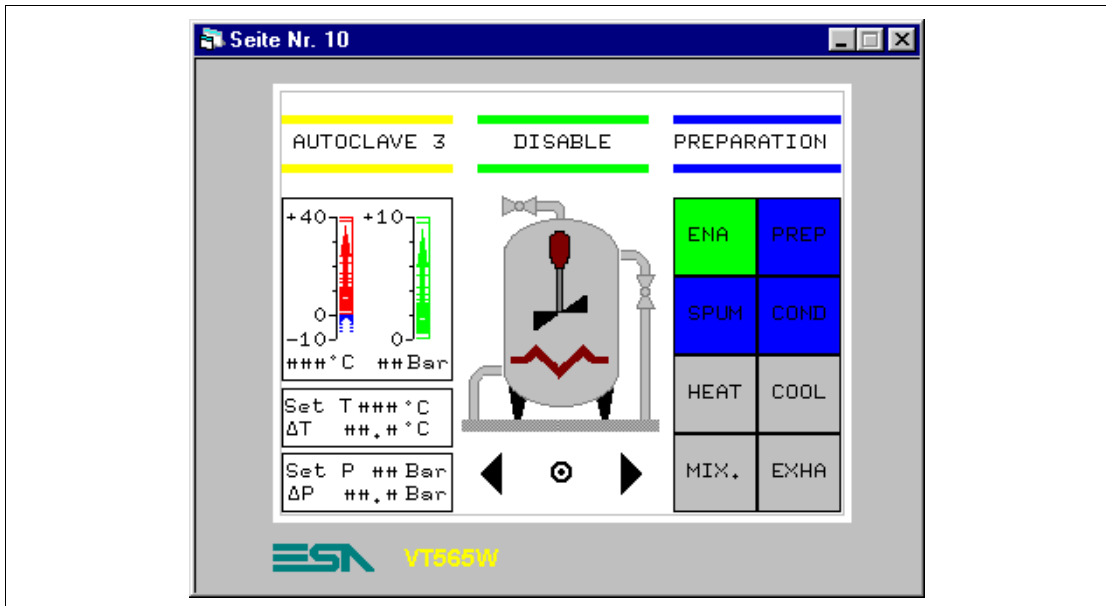 Seite Nr. 10
AUTOCLAVE 3
DISABLE
PREPARATION
+40
+10
0
-10
0
###°C
##Bar
Set T###°C
ΔT ##.#°C
Set P ##Bar
ΔP ##.#Bar
ENA
PREP
SPUM
COND
HEAT
COOL
MIX.
EXHA
ESA
VT565W